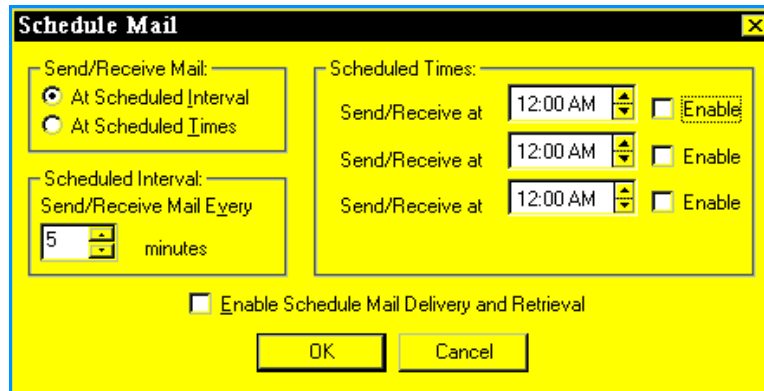 Schedule Mail
Send/Receive Mail:
At Scheduled Interval
At Scheduled Times
Scheduled Interval:
Send/Receive Mail Every
5 minutes
Scheduled Times:
Send/Receive at 12:00 AM Enable
Send/Receive at 12:00 AM Enable
Send/Receive at 12:00 AM Enable
Enable Schedule Mail Delivery and Retrieval
OK Cancel